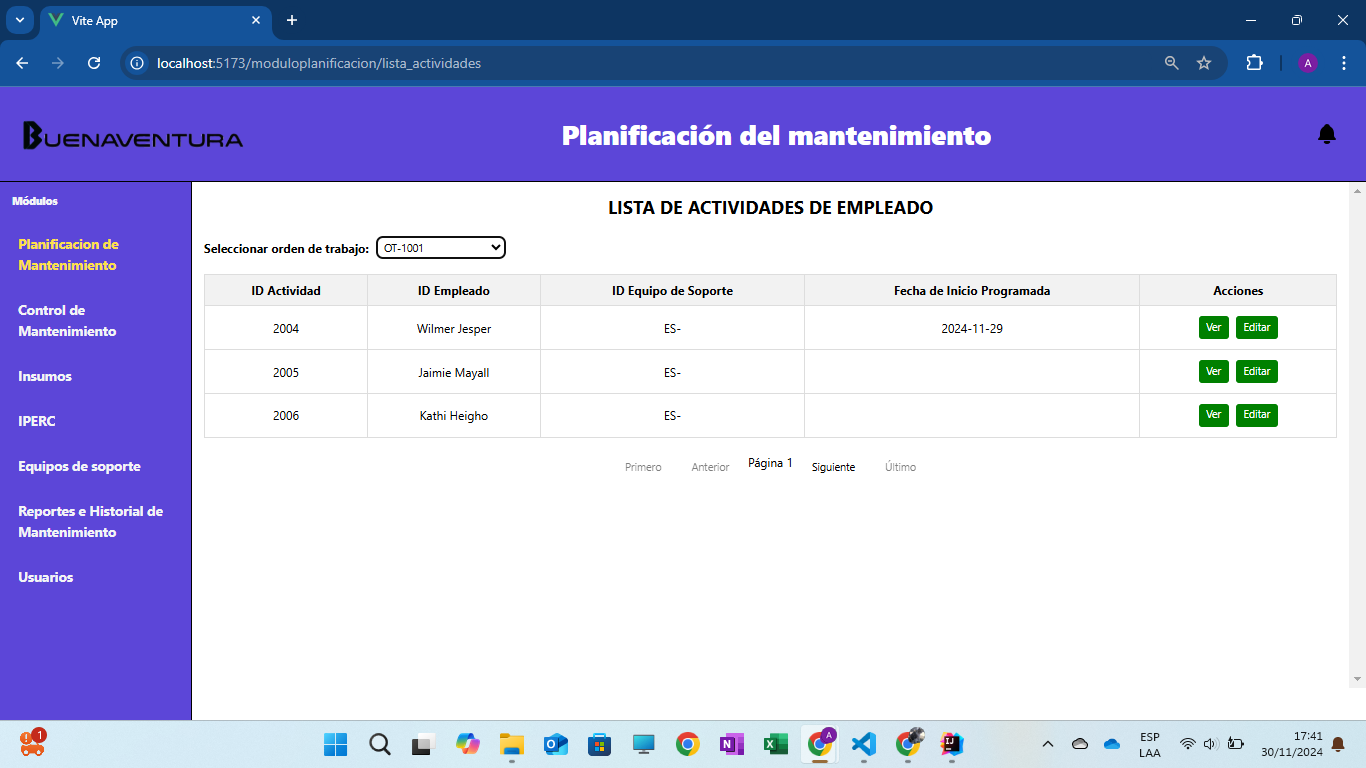 Vite App
localhost:5173/moduloplanificacion/lista_actividades
A
BUENAVENTURA
Planificación del mantenimiento
Módulos
Planificacion de
Mantenimiento
Control de
Mantenimiento
Insumos
IPERC
Equipos de soporte
Reportes e Historial de
Mantenimiento
Usuarios
LISTA DE ACTIVIDADES DE EMPLEADO
Seleccionar orden de trabajo: OT-1001
ID Actividad ID Empleado ID Equipo de Soporte Fecha de Inicio Programada Acciones
2004 Wilmer Jesper ES- 2024-11-29 Ver Editar
2005 Jaimie Mayall ES- Ver Editar
2006 Kathi Heigho ES- Ver Editar
Primero Anterior Página 1 Siguiente Último
1
A
ESP
LAA
17:41
30/11/2024